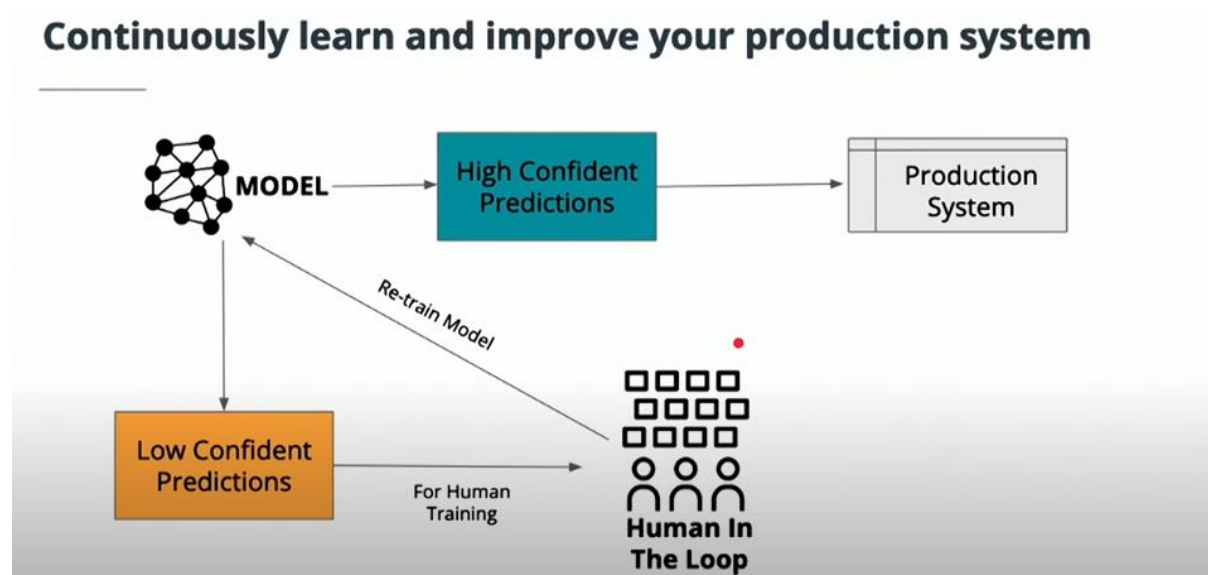 Continuously learn and improve your production system
MODEL
High Confident
Predictions
Production
System
Re-train Model
Low Confident
Predictions
For Human
Training
Human In
The Loop